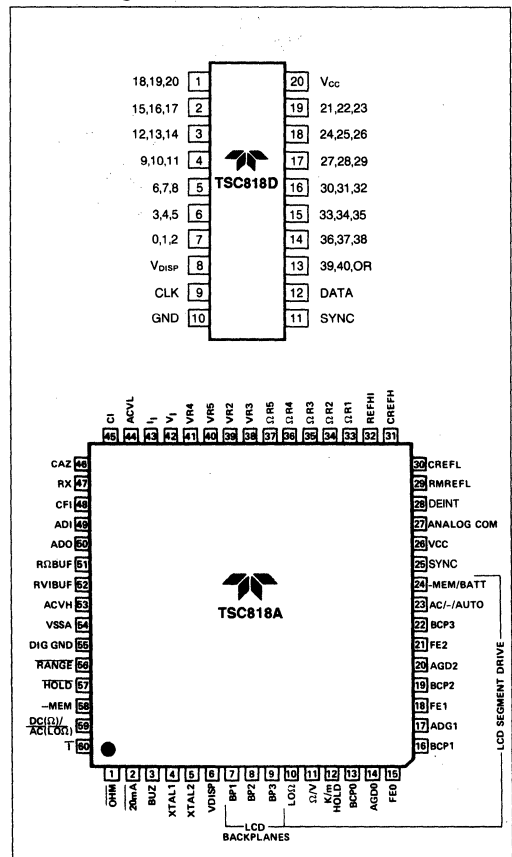 18,19,20 1 20 VCC
15,16,17 2 19 21,22,23
12,13,14 3 18 24,25,26
9,10,11 4 17 27,28,29
TSC818D
6,7,8 5 16 30,31,32
3,4,5 6 15 33,34,35
0,1,2 7 14 36,37,38
VDISP 8 13 39,40,OR
CLK 9 12 DATA
GND 10 11 SYNC
CI ACVL II VI VR4 VR5 VR2 VR3 ΩR5 ΩR4 ΩR3 ΩR2 ΩR1 REFHI CREFH
45 44 43 42 41 40 39 38 37 36 35 34 33 32 31
CAZ 46 30 CREFL
RX 47 29 RMREFL
CFI 48 28 DEINT
ADI 49 27 ANALOG COM
ADO 50 26 VCC
RΩBUF 51 25 SYNC
RVIBUF 52 24 -MEM/BATT
ACVH 53 23 AC/-/AUTO
TSC818A
VSSA 54 22 BCP3
DIG GND 55 21 FE2
RANGE 56 20 AGD2
HOLD 57 19 BCP2
-MEM 58 18 FE1
DC(Ω)/
AC(LOΩ) 59 17 ADG1
T 60 16 BCP1
LCD SEGMENT DRIVE
1 2 3 4 5 6 7 8 9 10 11 12 13 14 15
OHM 20mA BUZ XTAL1 XTAL2 VDISP BP1 BP2 BP3 LOΩ Ω/V K/m HOLD BCP0 AGD0 FE0
LCD
BACKPLANES